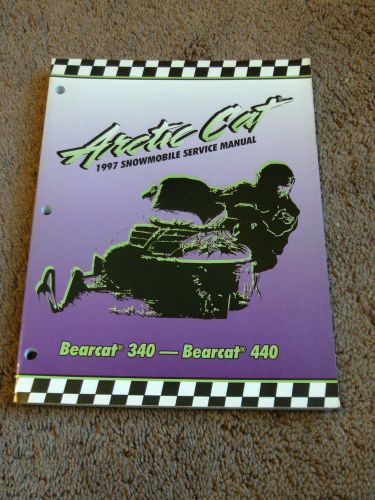 Arctic Cat
1997 SNOWMOBILE SERVICE MANUAL
Bearcat® 340 — Bearcat® 440